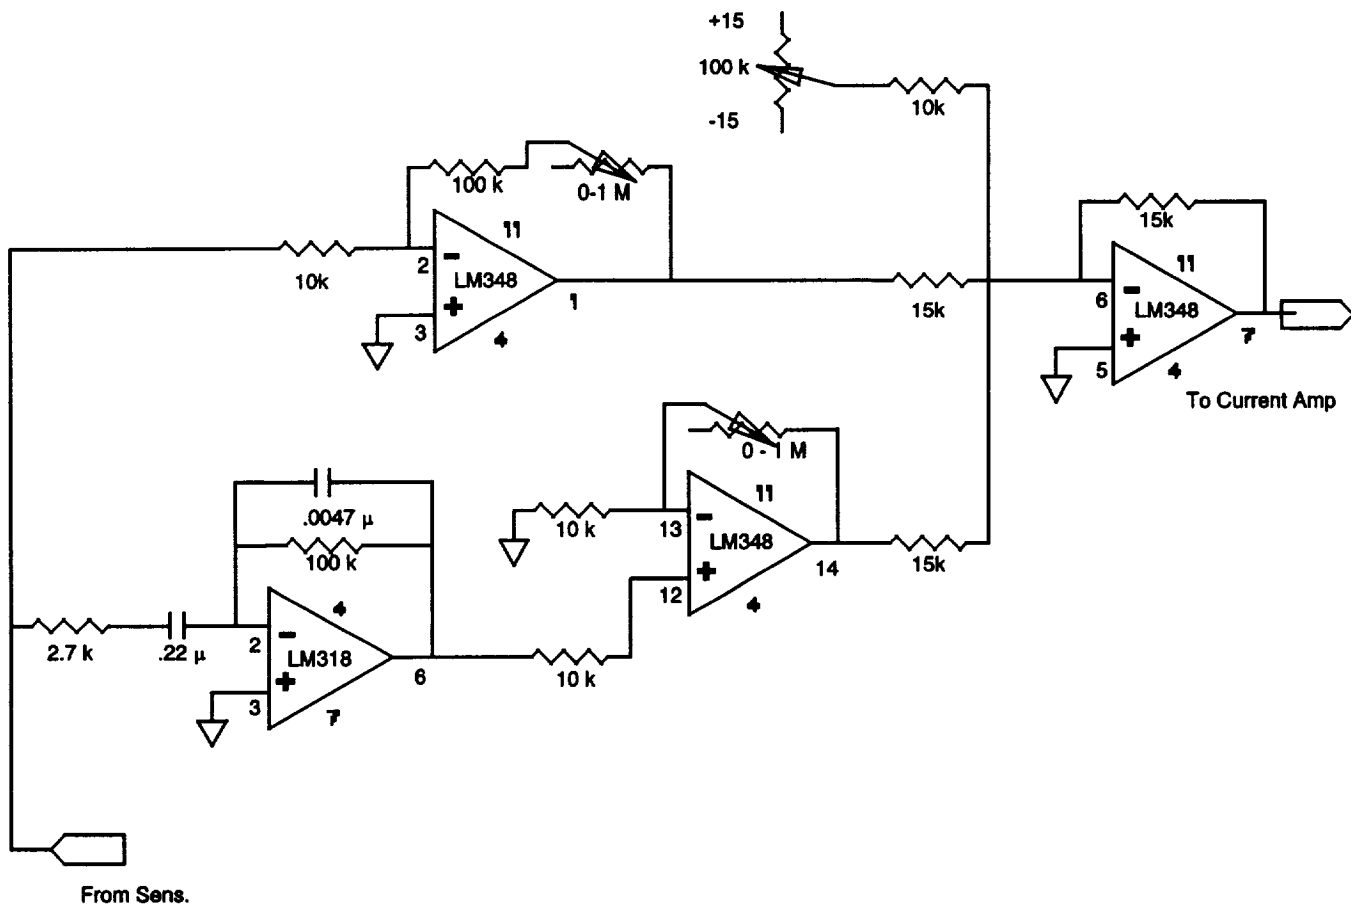 +15
100 k
-15
10k
100 k
0-1 M
11
15k
10k
2
LM348
1
3
4
15k
11
6
LM348
7
5
4
To Current Amp
0 - 1 M
.0047 µ
100 k
11
10 k
13
LM348
14
15k
12
4
4
2.7 k
.22 µ
2
LM318
6
10 k
3
7
From Sens.